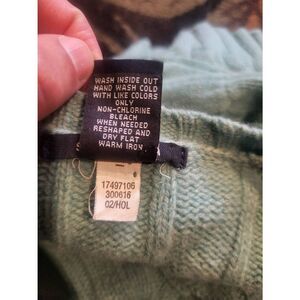 WASH INSIDE OUT
HAND WASH COLD
WITH LIKE COLORS
ONLY
NON-CHLORINE
BLEACH
WHEN NEEDED
RESHAPED AND
DRY FLAT
WARM IRON
17497106
300616
02/HOL